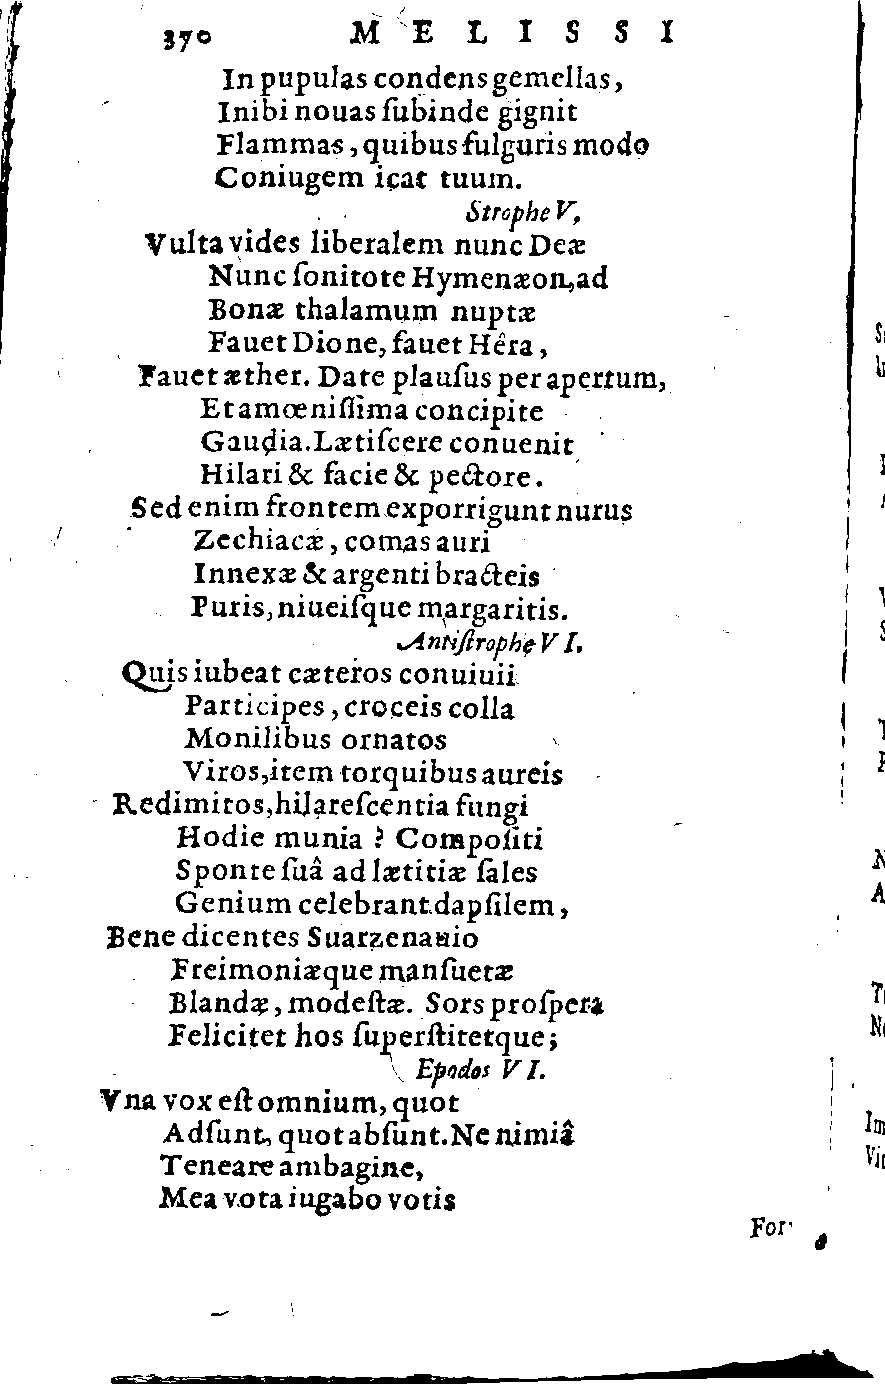 370 MELISSI
In pupulas condens gemellas,
Inibi nouas ſubinde gignit
Flammas, quibus fulguris modo
Coniugem icat tuum.
Strophe V.
Vulta vides liberalem nunc Deæ
Nunc ſonitote Hymenæon, ad
Bonæ thalamum nuptæ
Fauet Dione, fauet Hêra,
Fauet æther. Date plauſus per apertum,
Et amœniſſima concipite
Gaudia. Lætiſcere conuenit
Hilari & facie & pectore.
Sed enim frontem exporrigunt nurus
Zechiacæ, comas auri
Innexæ & argenti bracteis
Puris, niueiſque margaritis.
Antiſtrophe VI.
Quis iubeat cæteros conuiuii
Participes, croceis colla
Monilibus ornatos
Viros, item torquibus aureis
Redimitos, hilareſcentia fungi
Hodie munia? Compoſiti
Sponte ſuâ ad lætitiæ ſales
Genium celebrant dapſilem,
Bene dicentes Suarzenauio
Freimoniæque manſuetæ
Blandæ, modeſtæ. Sors proſpera
Felicitet hos ſuperſtitetque;
Epodos VI.
Vna vox eſt omnium, quot
Adſunt, quot abſunt. Ne nimiâ
Teneare ambagine,
Mea vota iugabo votis
For-